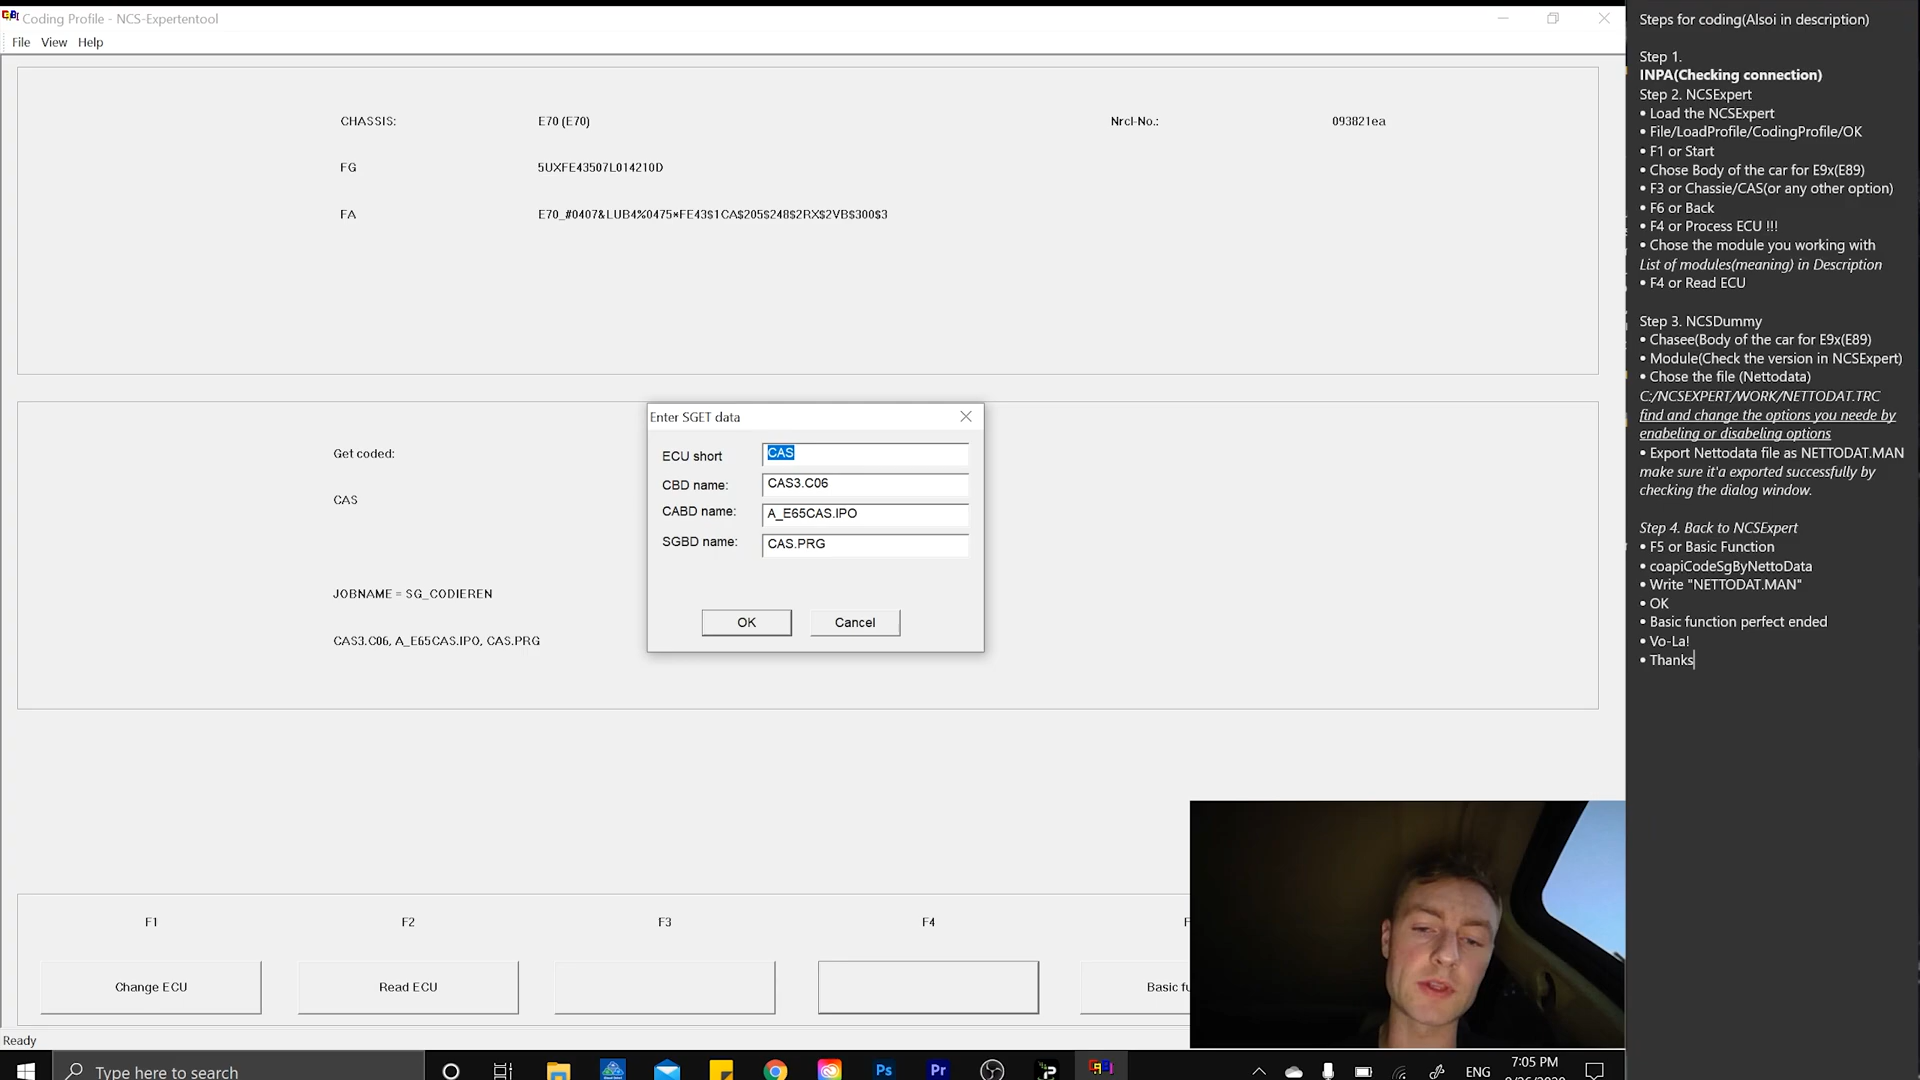 Coding Profile - NCS-Expertentool
File View Help
CHASSIS: E70 (E70) Nrcl-No.: 093821ea
FG 5UXFE43507L014210D
FA E70_#0407&LUB4%0475*FE43$1CA$205$248$2RX$2VB$300$3
Get coded:
CAS
JOBNAME = SG_CODIEREN
CAS3.C06, A_E65CAS.IPO, CAS.PRG
Enter SGET data
ECU short CAS
CBD name: CAS3.C06
CABD name: A_E65CAS.IPO
SGBD name: CAS.PRG
OK Cancel
F1 F2 F3 F4
Change ECU Read ECU Basic fu
Ready
Type here to search
Ps Pr
ENG
7:05 PM
Steps for coding(Alsoi in description)
Step 1.
INPA(Checking connection)
Step 2. NCSExpert
• Load the NCSExpert
• File/LoadProfile/CodingProfile/OK
• F1 or Start
• Chose Body of the car for E9x(E89)
• F3 or Chassie/CAS(or any other option)
• F6 or Back
• F4 or Process ECU !!!
• Chose the module you working with
List of modules(meaning) in Description
• F4 or Read ECU
Step 3. NCSDummy
• Chasee(Body of the car for E9x(E89)
• Module(Check the version in NCSExpert)
• Chose the file (Nettodata)
C:/NCSEXPERT/WORK/NETTODAT.TRC
find and change the options you neede by
enabeling or disabeling options
• Export Nettodata file as NETTODAT.MAN
make sure it'a exported successfully by
checking the dialog window.
Step 4. Back to NCSExpert
• F5 or Basic Function
• coapiCodeSgByNettoData
• Write "NETTODAT.MAN"
• OK
• Basic function perfect ended
• Vo-La!
• Thanks